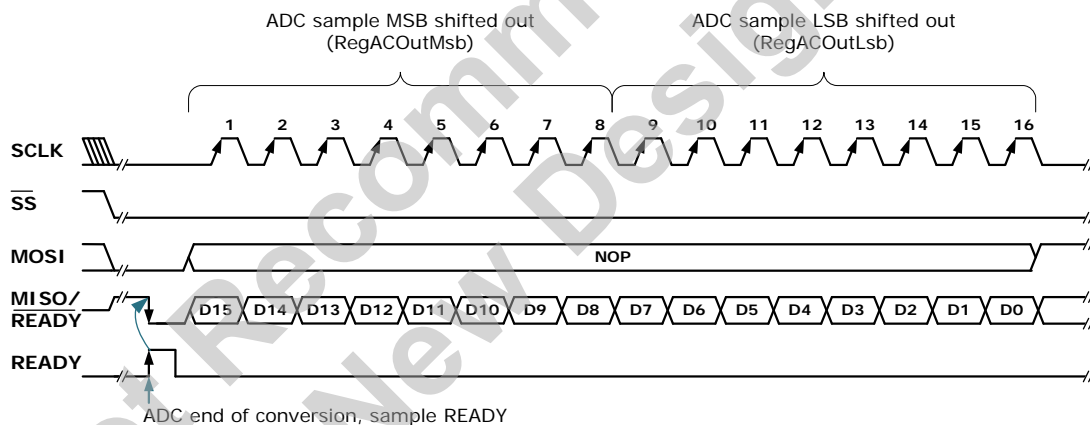 ADC sample MSB shifted out
(RegACOutMsb)
ADC sample LSB shifted out
(RegACOutLsb)
1 2 3 4 5 6 7 8 9 10 11 12 13 14 15 16
SCLK
SS
MOSI
NOP
MISO/
READY
D15 D14 D13 D12 D11 D10 D9 D8 D7 D6 D5 D4 D3 D2 D1 D0
READY
ADC end of conversion, sample READY
New Design